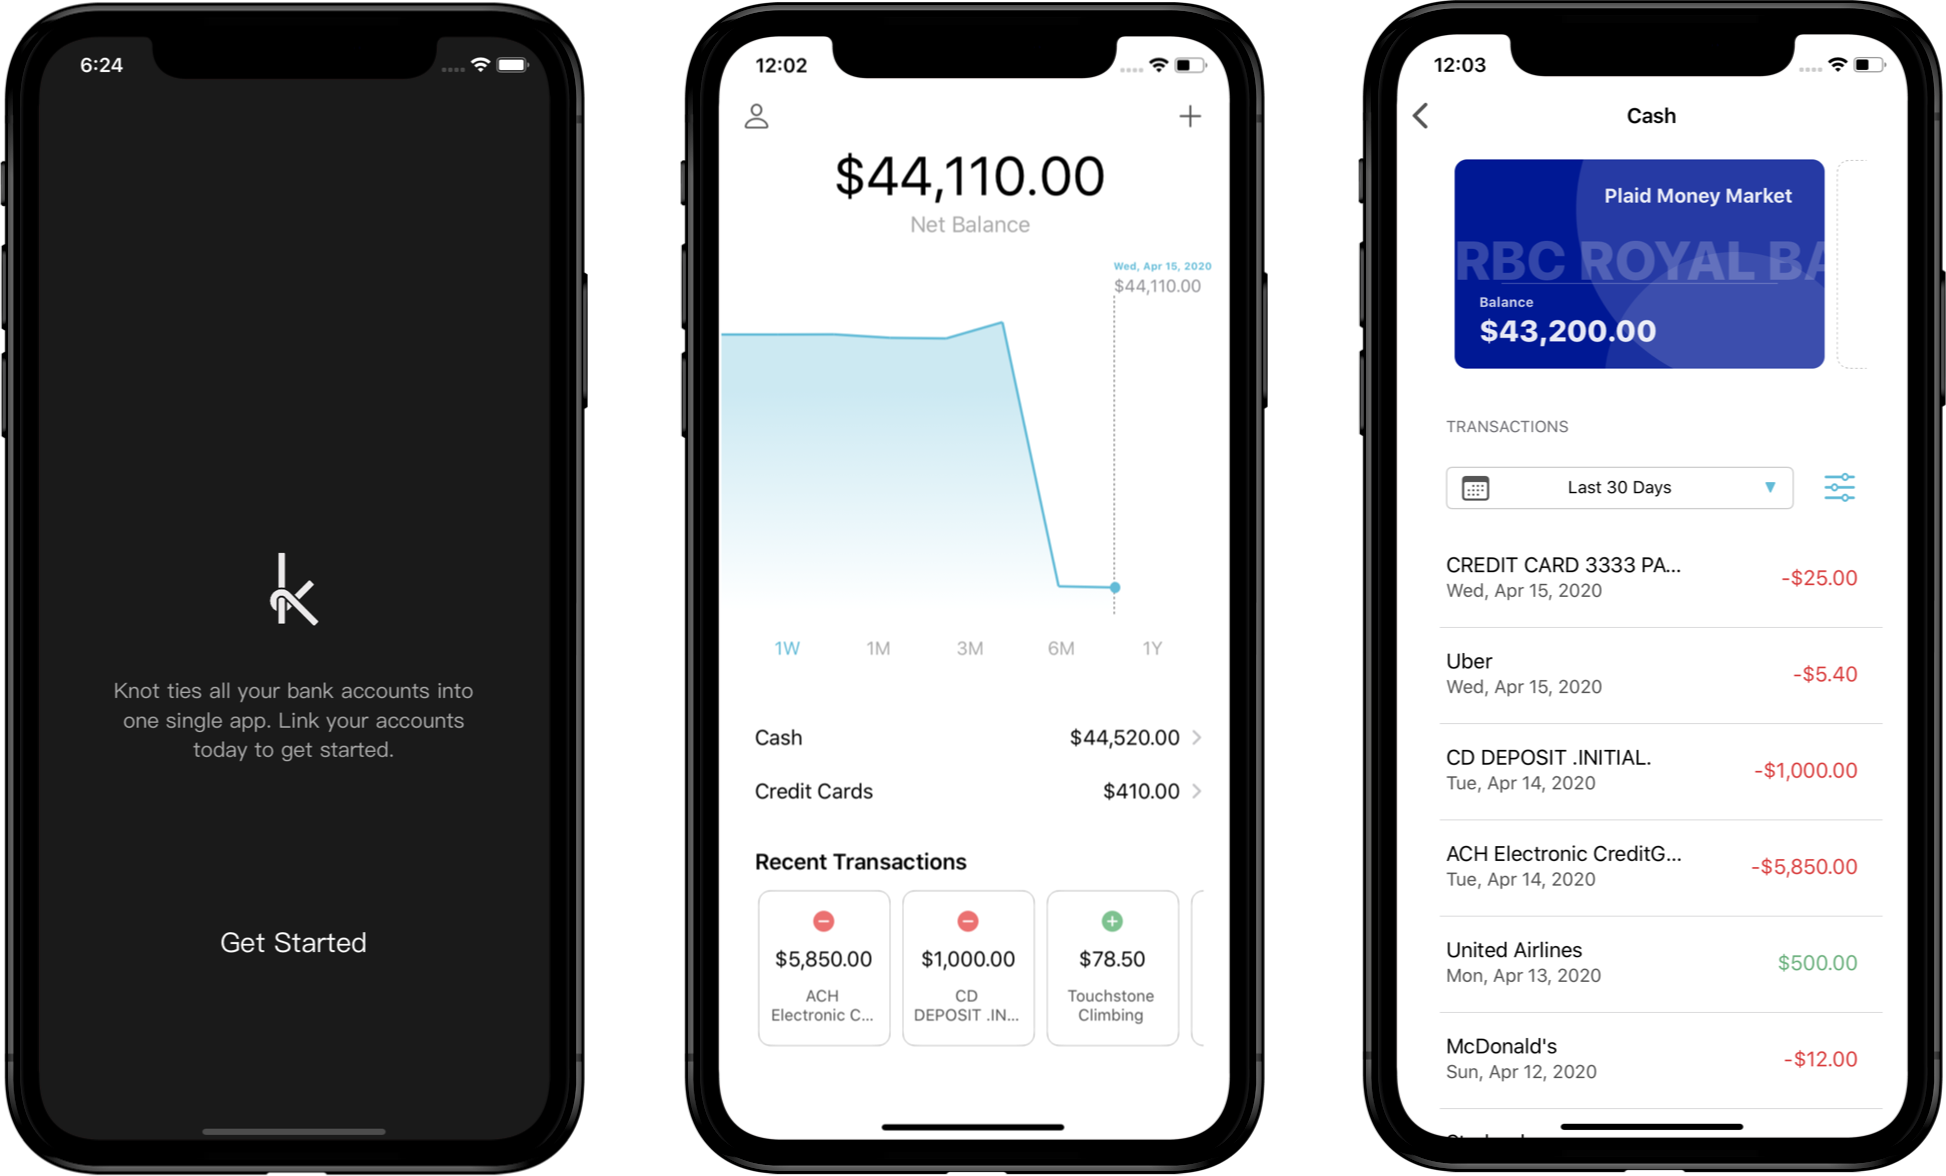 6:24
Knot ties all your bank accounts into
one single app. Link your accounts
today to get started.
Get Started
12:02
$44,110.00
Net Balance
Wed, Apr 15, 2020
$44,110.00
1W 1M 3M 6M 1Y
Cash $44,520.00
Credit Cards $410.00
Recent Transactions
$5,850.00
ACH
Electronic C...
$1,000.00
CD
DEPOSIT .IN...
$78.50
Touchstone
Climbing
12:03
Cash
Plaid Money Market
RBC ROYAL BA
Balance
$43,200.00
TRANSACTIONS
Last 30 Days
CREDIT CARD 3333 PA... -$25.00
Wed, Apr 15, 2020
Uber -$5.40
Wed, Apr 15, 2020
CD DEPOSIT .INITIAL. -$1,000.00
Tue, Apr 14, 2020
ACH Electronic CreditG... -$5,850.00
Tue, Apr 14, 2020
United Airlines $500.00
Mon, Apr 13, 2020
McDonald's -$12.00
Sun, Apr 12, 2020